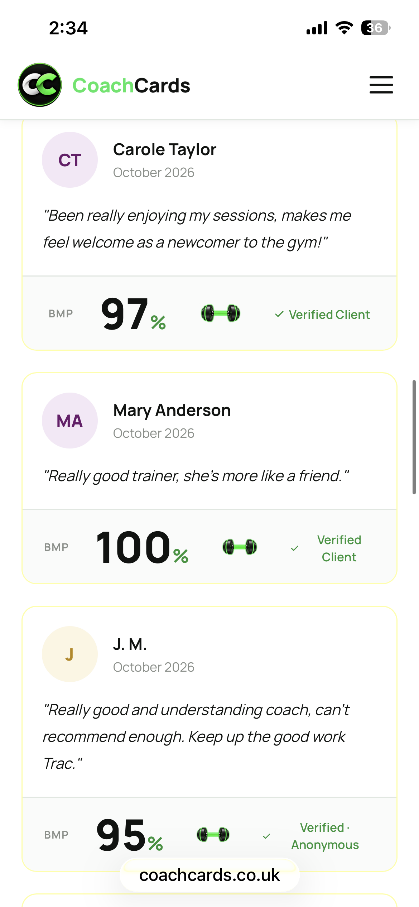 2:34
36
CC CoachCards
CT
Carole Taylor
October 2026
"Been really enjoying my sessions, makes me
feel welcome as a newcomer to the gym!"
BMP 97% ✓ Verified Client
MA
Mary Anderson
October 2026
"Really good trainer, she's more like a friend."
BMP 100% ✓ Verified
Client
J
J. M.
October 2026
"Really good and understanding coach, can't
recommend enough. Keep up the good work
Trac."
BMP 95% ✓ Verified ·
Anonymous
coachcards.co.uk